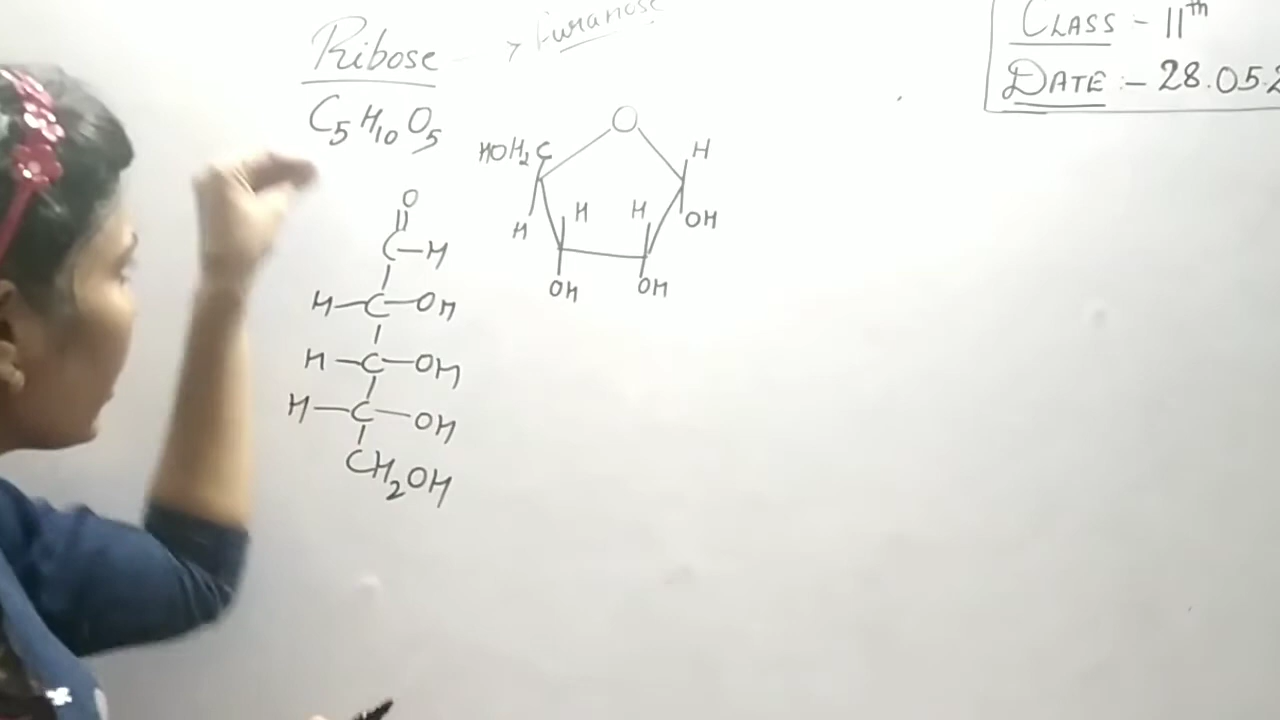 Ribose → Furanose
C5H10O5
CLASS - 11th
DATE :- 28.05.2
O
HOH2C
H
H
H
H
OH
OH
OH
O
C-H
H-C-OH
H-C-OH
H-C-OH
CH2OH